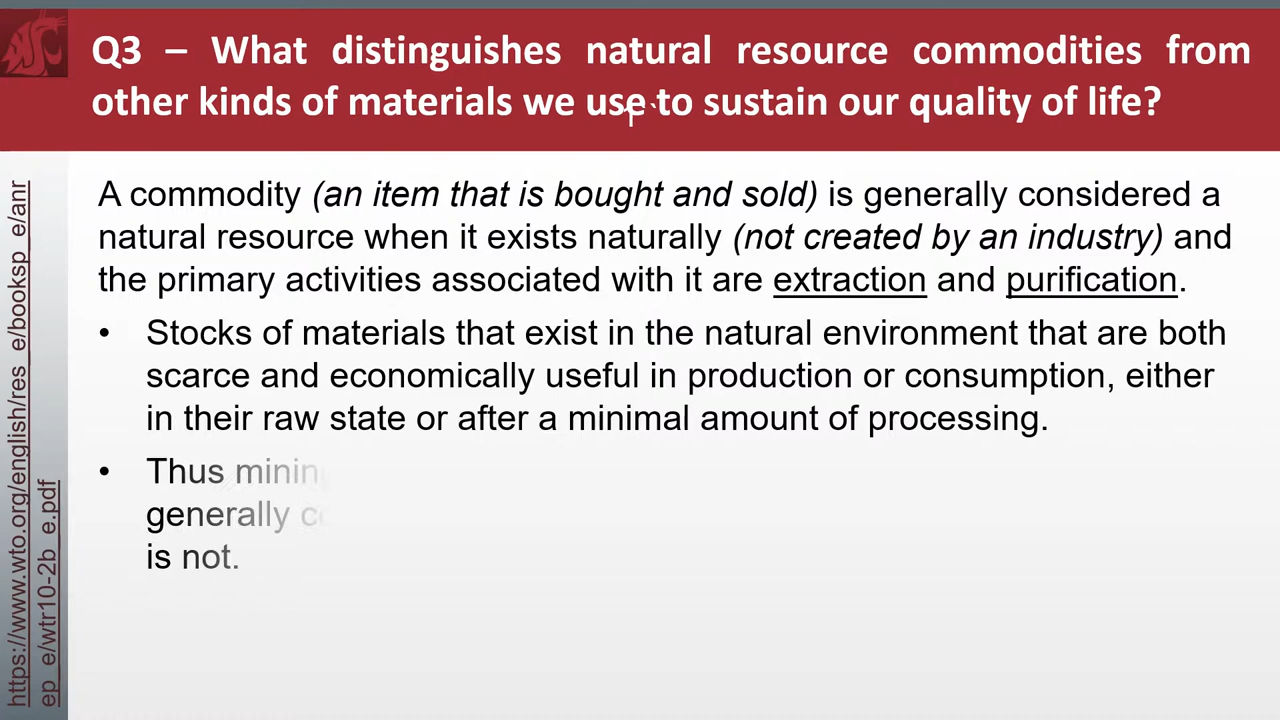 Q3 – What distinguishes natural resource commodities from
other kinds of materials we use to sustain our quality of life?
A commodity (an item that is bought and sold) is generally considered a
natural resource when it exists naturally (not created by an industry) and
the primary activities associated with it are extraction and purification.
• Stocks of materials that exist in the natural environment that are both
scarce and economically useful in production or consumption, either
in their raw state or after a minimal amount of processing.
• Thus
generally
is not.
https://www.wto.org/english/res_e/booksp_e/anr
ep_e/wtr10-2b_e.pdf